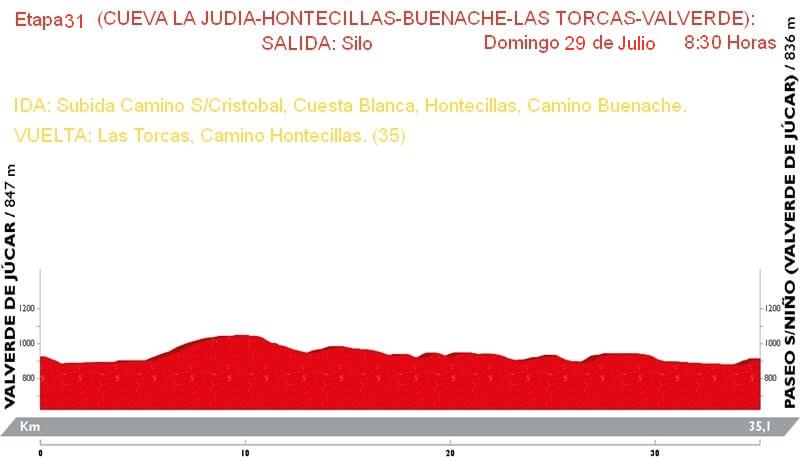 Etapa31 (CUEVA LA JUDIA-HONTECILLAS-BUENACHE-LAS TORCAS-VALVERDE):
SALIDA: Silo Domingo 29 de Julio 8:30 Horas
IDA: Subida Camino S/Cristobal, Cuesta Blanca, Hontecillas, Camino Buenache.
VUELTA: Las Torcas, Camino Hontecillas. (35)
VALVERDE DE JÚCAR / 847 m
PASEO S/NIÑO (VALVERDE DE JÚCAR) / 836 m
1200 1200
1000 1000
800 800
Km 35,1
0 10 20 30